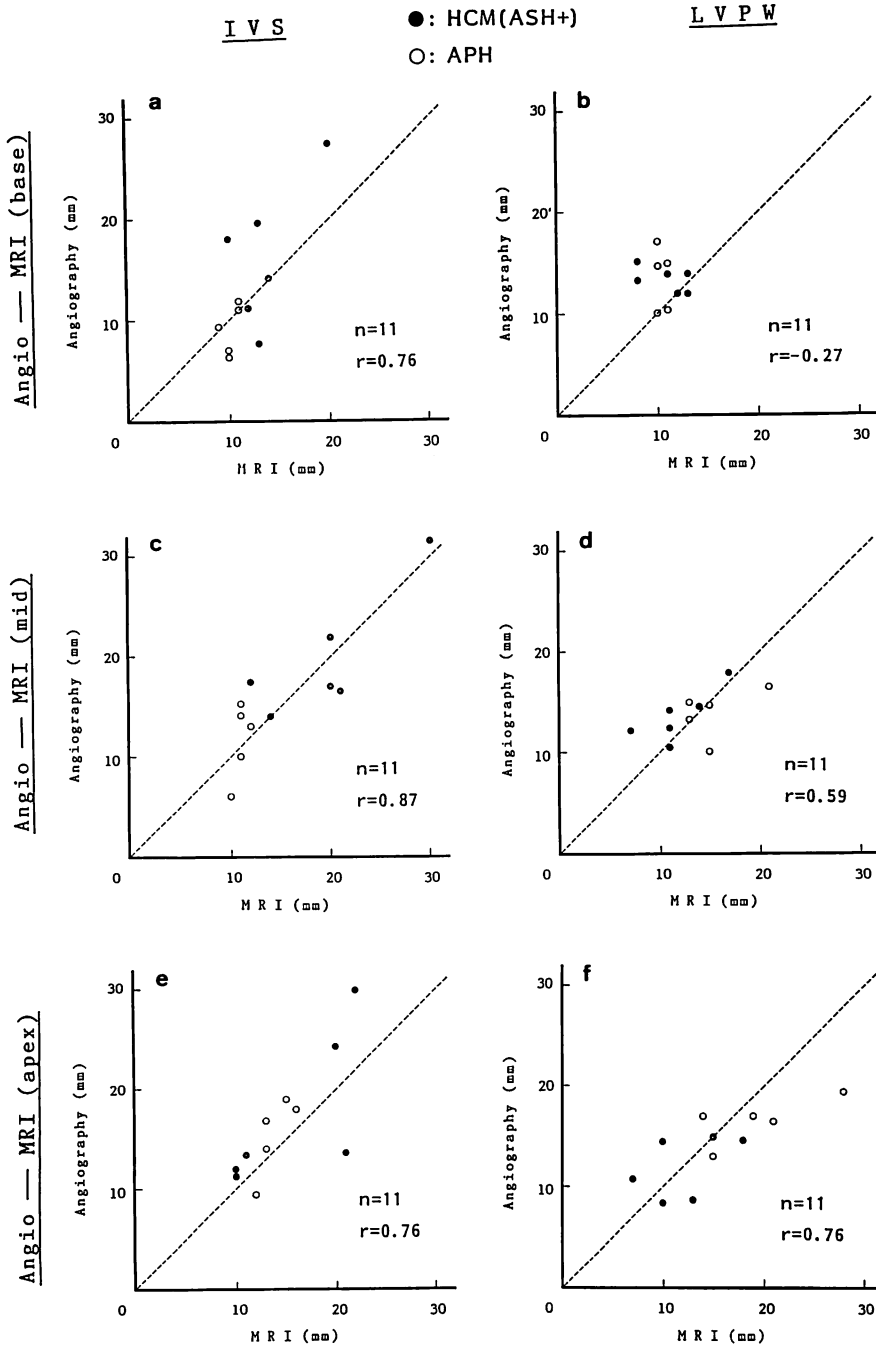 I V S
●: HCM(ASH+)
○: APH
L V P W
Angio — MRI (base)
a
30
20
10
0
10
20
30
Angiography (mm)
M R I (mm)
n=11
r=0.76
b
30
20'
10
0
10
20
30
Angiography (mm)
M R I (mm)
n=11
r=-0.27
Angio — MRI (mid)
c
30
20
10
0
10
20
30
Angiography (mm)
M R I (mm)
n=11
r=0.87
d
30
20
10
0
10
20
30
Angiography (mm)
M R I (mm)
n=11
r=0.59
Angio — MRI (apex)
e
30
20
10
0
10
20
30
Angiography (mm)
M R I (mm)
n=11
r=0.76
f
30
20
10
0
10
20
30
Angiography (mm)
M R I (mm)
n=11
r=0.76